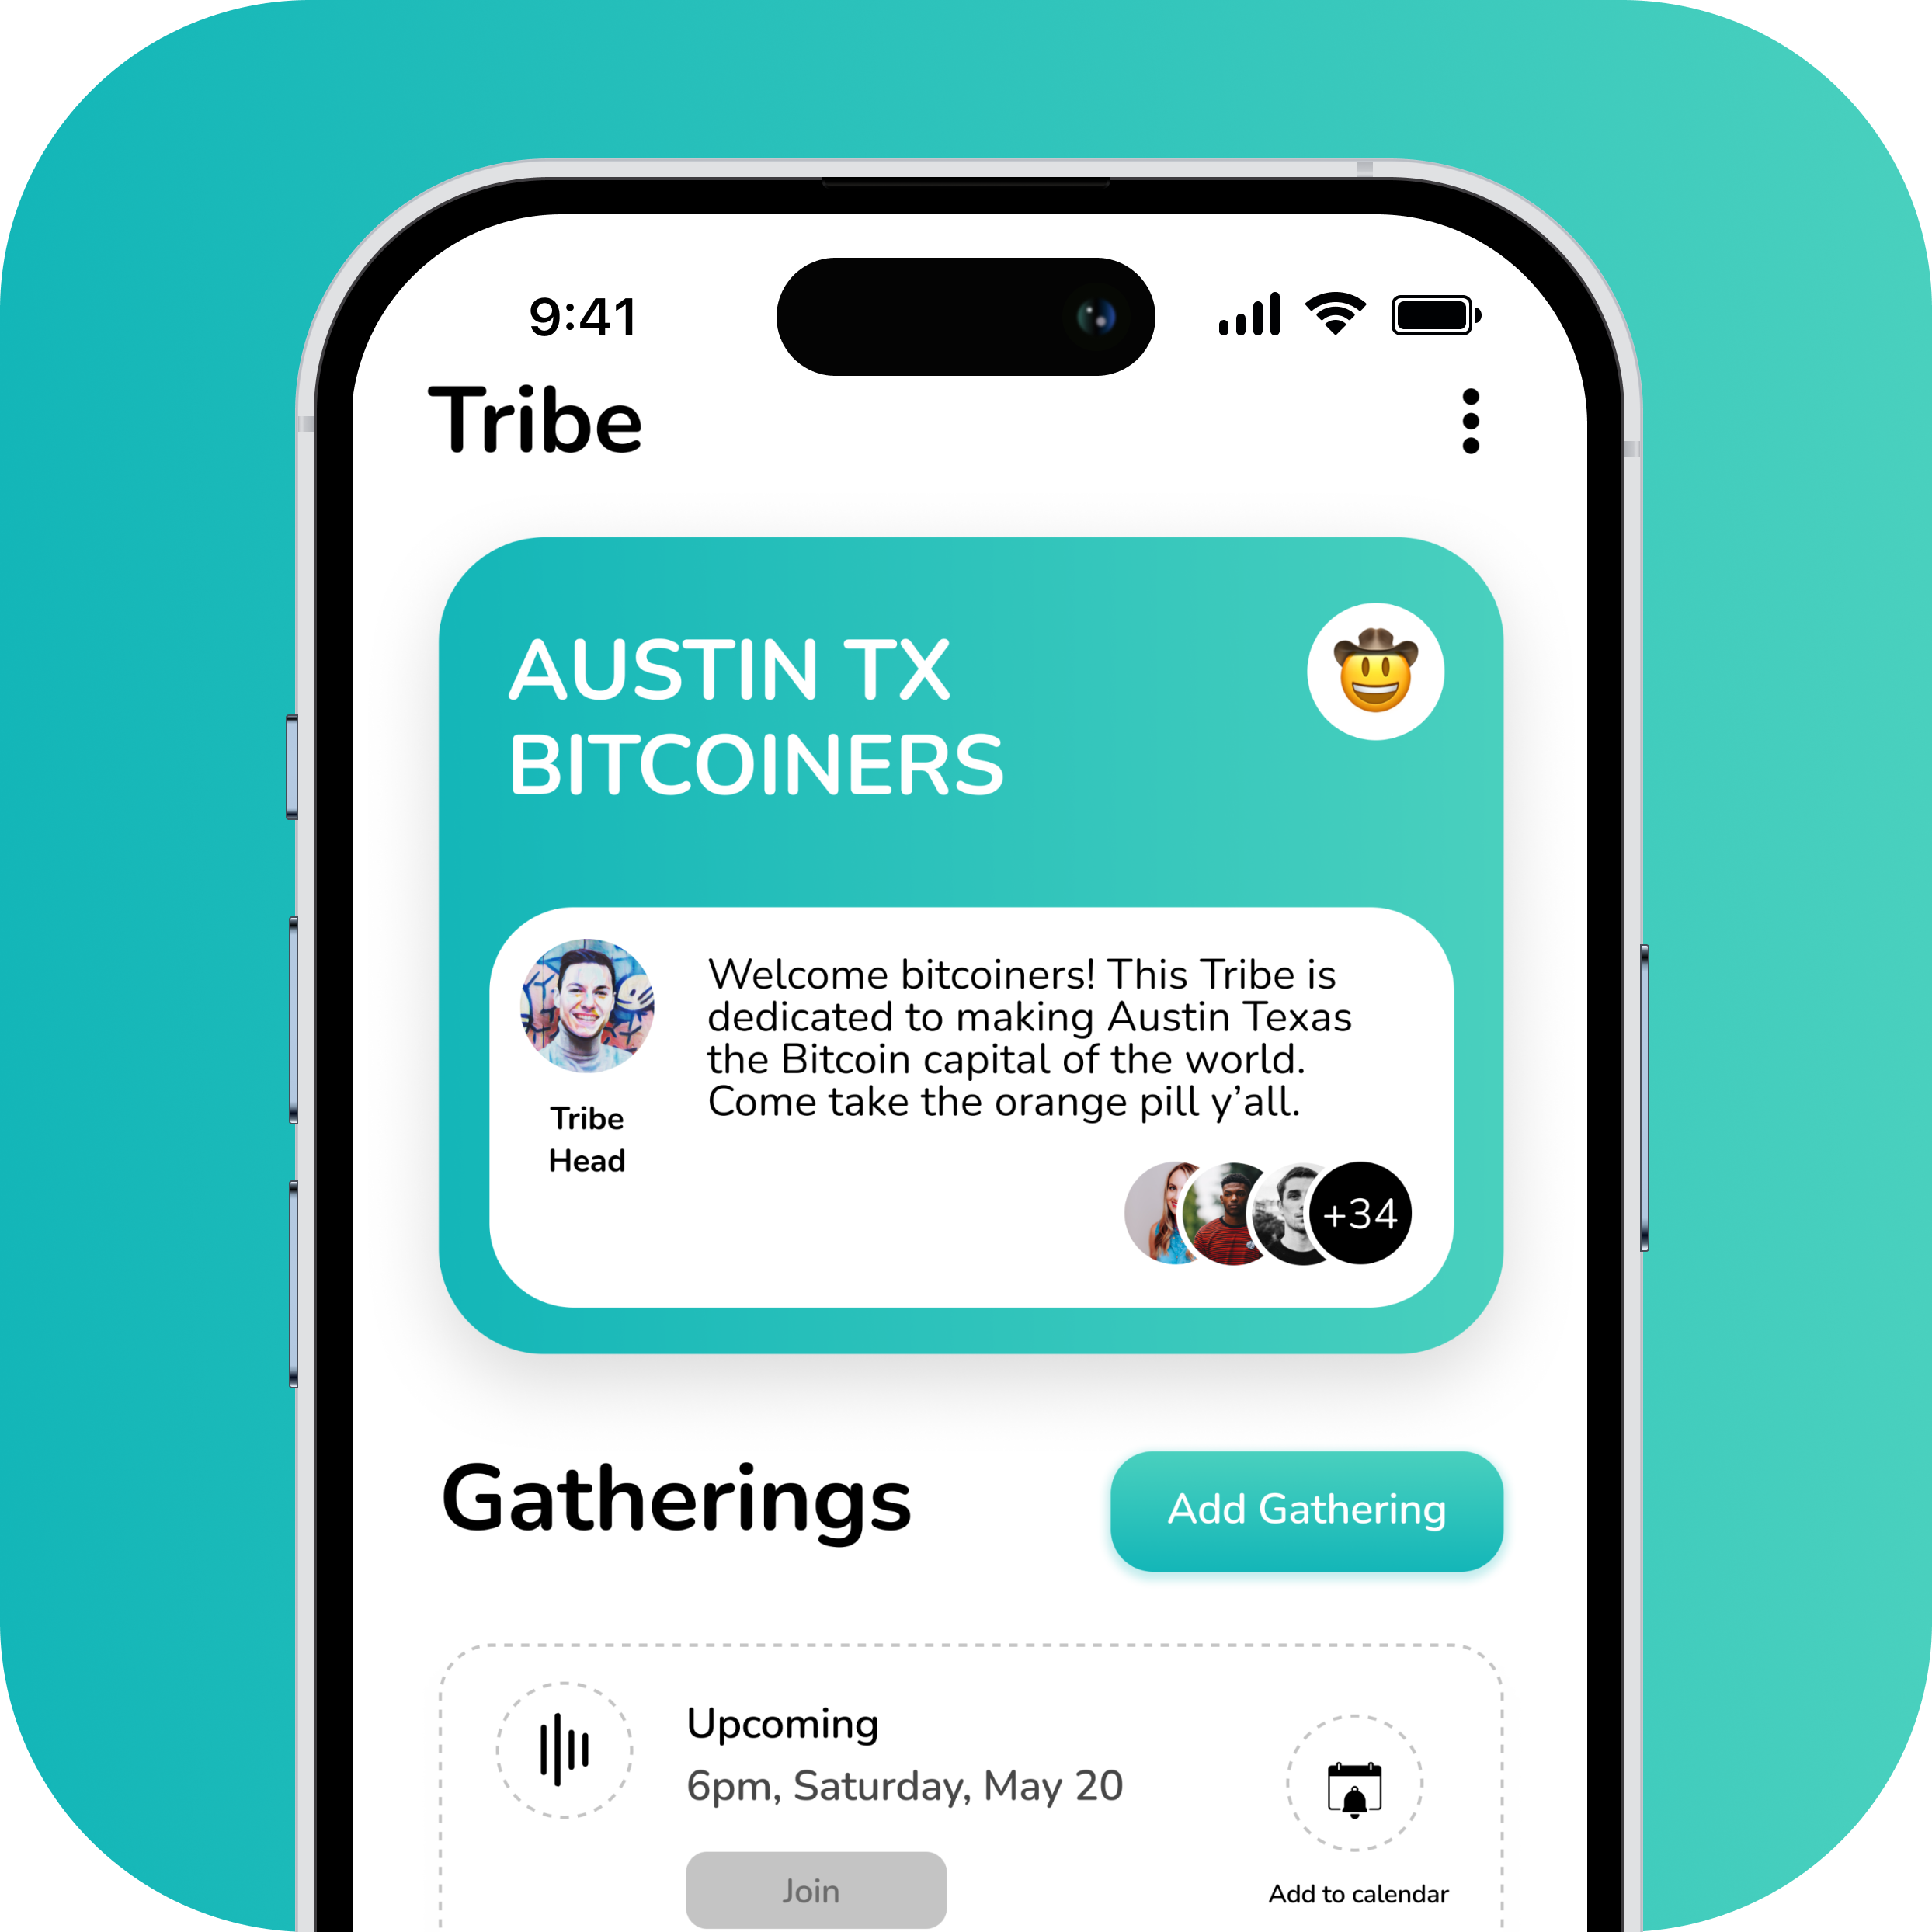 9:41
Tribe
AUSTIN TX
BITCOINERS
Welcome bitcoiners! This Tribe is
dedicated to making Austin Texas
the Bitcoin capital of the world.
Come take the orange pill y’all.
Tribe
Head
+34
Gatherings
Add Gathering
Upcoming
6pm, Saturday, May 20
Join
Add to calendar